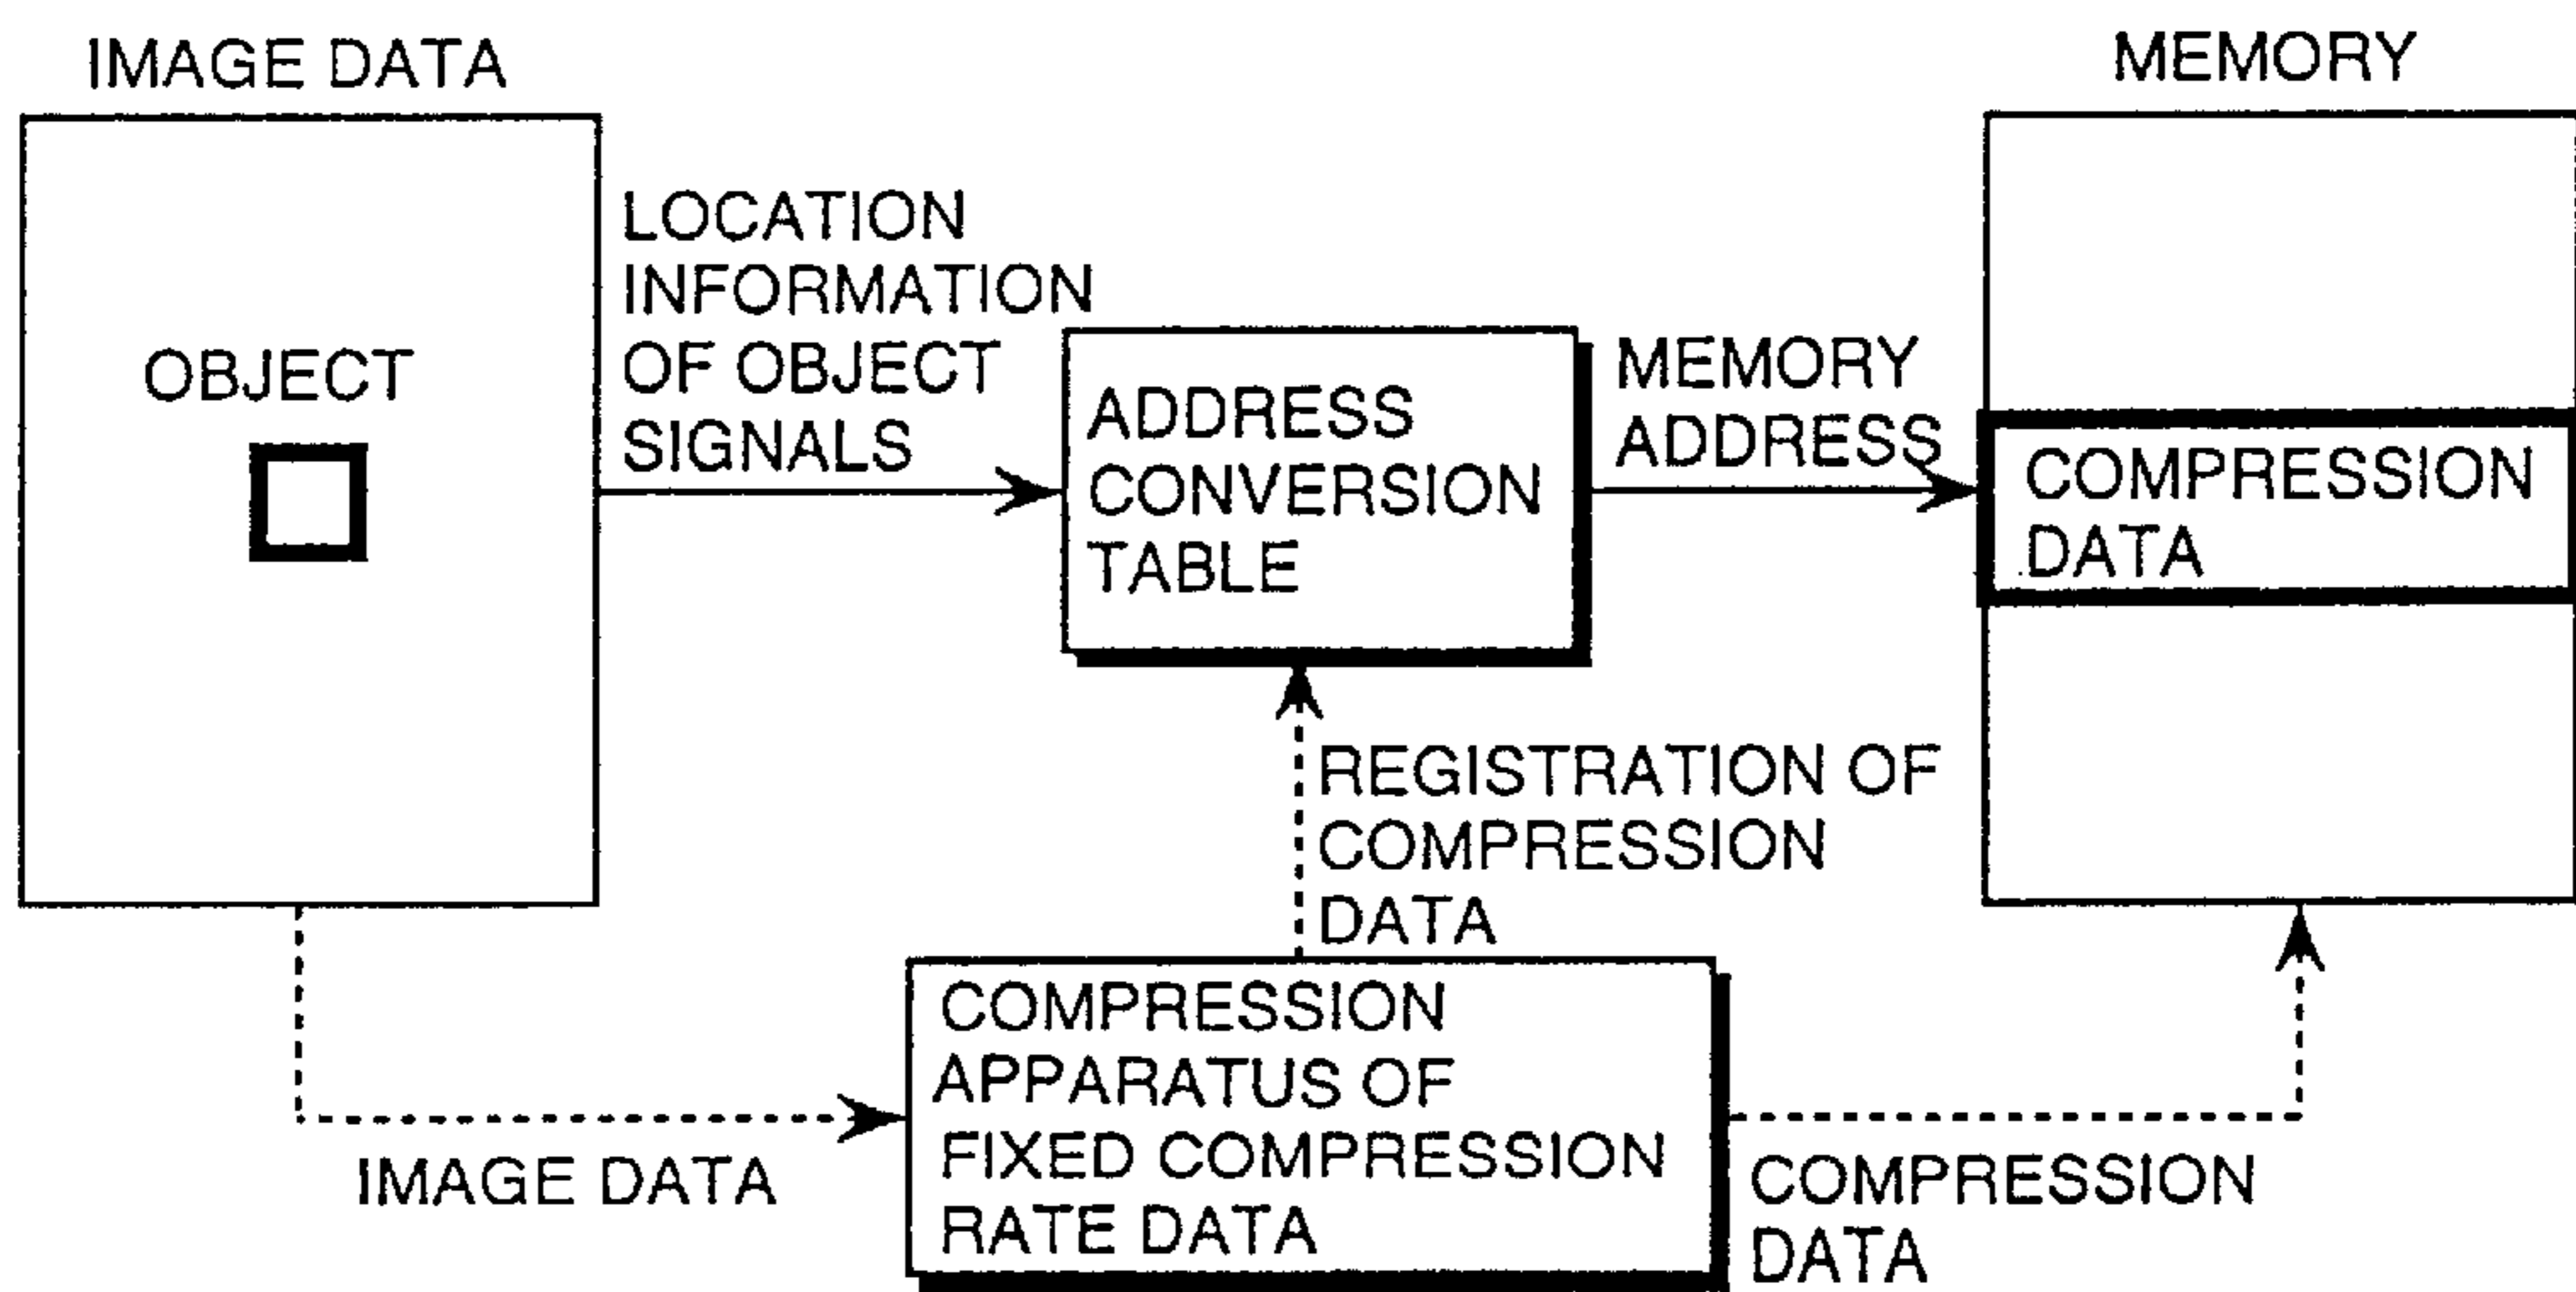 IMAGE DATA
OBJECT
LOCATION
INFORMATION
OF OBJECT
SIGNALS
ADDRESS
CONVERSION
TABLE
MEMORY
ADDRESS
MEMORY
COMPRESSION
DATA
REGISTRATION OF
COMPRESSION
DATA
IMAGE DATA
COMPRESSION
APPARATUS OF
FIXED COMPRESSION
RATE DATA
COMPRESSION
DATA